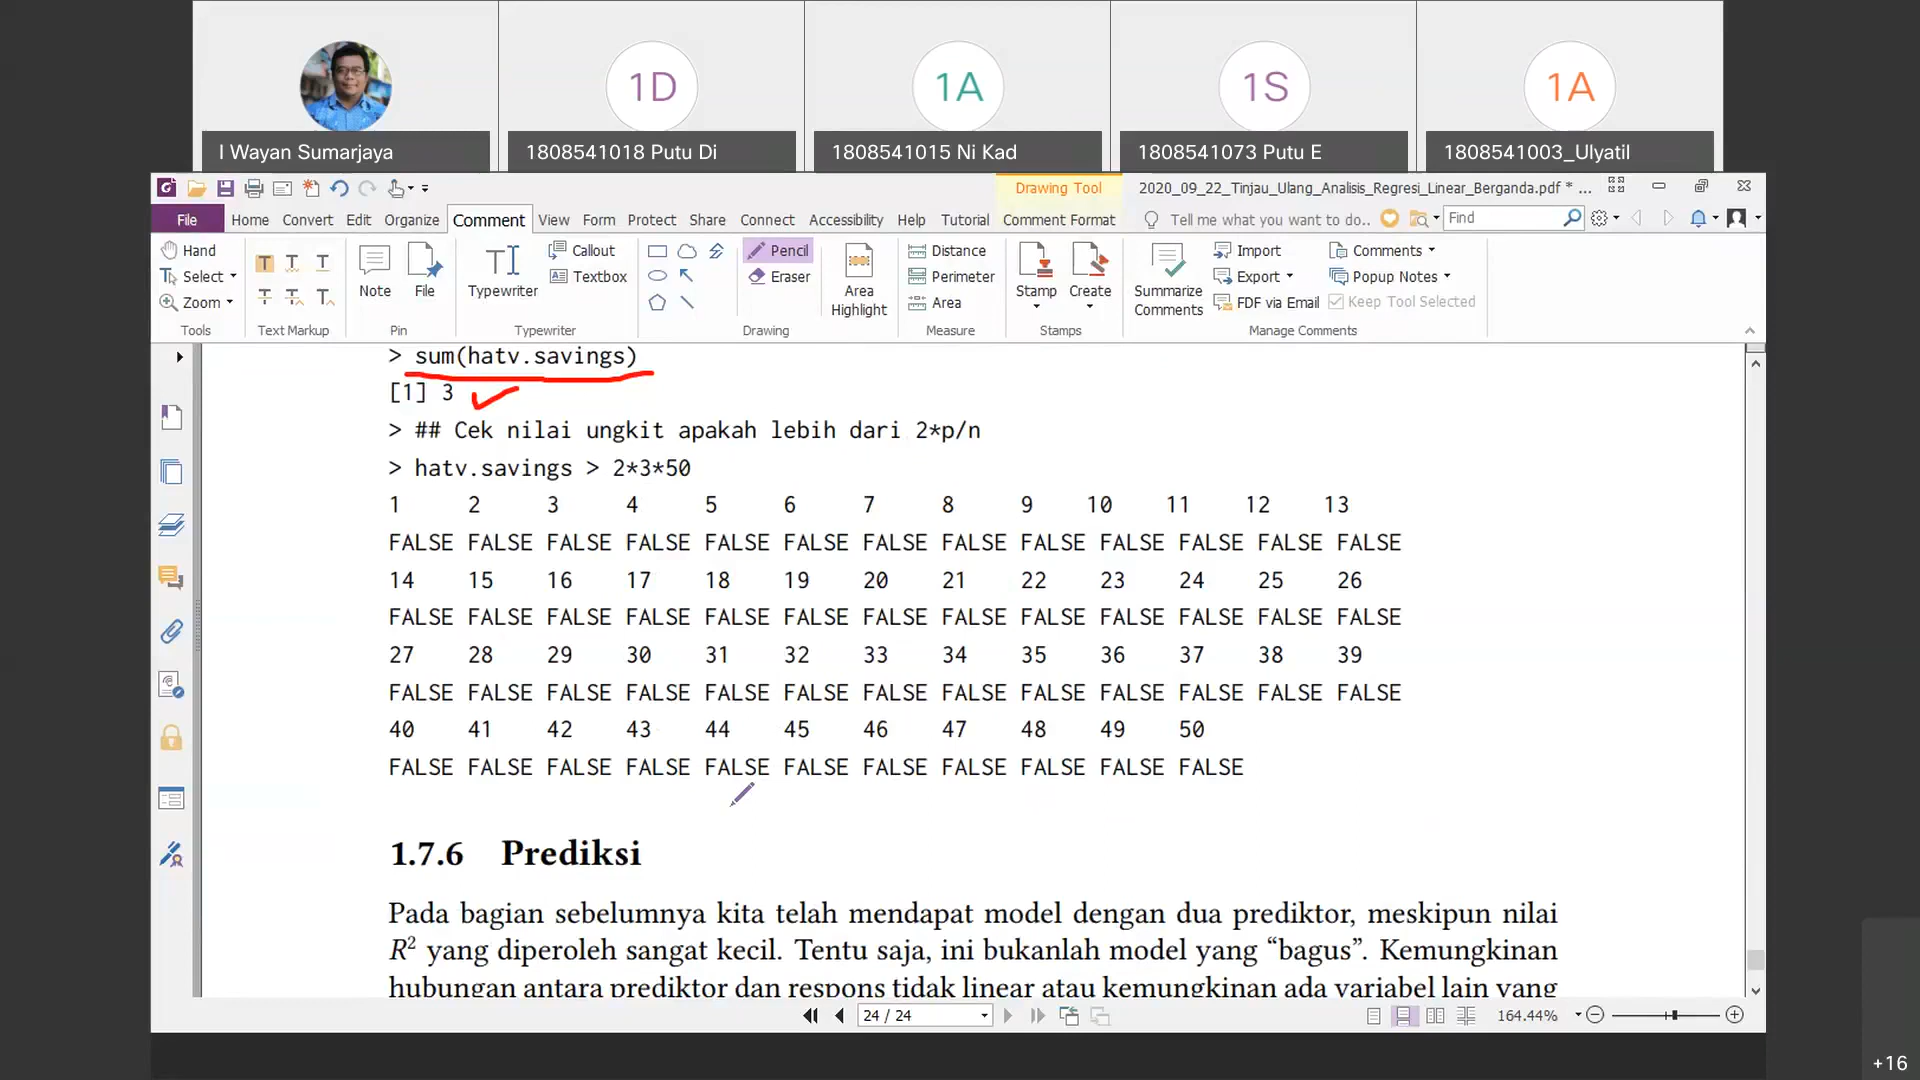 1D
1A
1S
1A
I Wayan Sumarjaya
1808541018 Putu Di
1808541015 Ni Kad
1808541073 Putu E
1808541003_Ulyatil
Drawing Tool
2020_09_22_Tinjau_Ulang_Analisis_Regresi_Linear_Berganda.pdf * ...
File Home Convert Edit Organize Comment View Form Protect Share Connect Accessibility Help Tutorial Comment Format
Tell me what you want to do..
Find
Hand
Select
Zoom
Tools
Text Markup
Note
File
Pin
Typewriter
Callout
Textbox
Typewriter
Pencil
Eraser
Area Highlight
Drawing
Distance
Perimeter
Area
Measure
Stamp
Create
Stamps
Summarize Comments
Import
Export
FDF via Email
Comments
Popup Notes
Keep Tool Selected
Manage Comments
> sum(hatv.savings)
[1] 3
> ## Cek nilai ungkit apakah lebih dari 2*p/n
> hatv.savings > 2*3*50
1 2 3 4 5 6 7 8 9 10 11 12 13
FALSE FALSE FALSE FALSE FALSE FALSE FALSE FALSE FALSE FALSE FALSE FALSE FALSE
14 15 16 17 18 19 20 21 22 23 24 25 26
FALSE FALSE FALSE FALSE FALSE FALSE FALSE FALSE FALSE FALSE FALSE FALSE FALSE
27 28 29 30 31 32 33 34 35 36 37 38 39
FALSE FALSE FALSE FALSE FALSE FALSE FALSE FALSE FALSE FALSE FALSE FALSE FALSE
40 41 42 43 44 45 46 47 48 49 50
FALSE FALSE FALSE FALSE FALSE FALSE FALSE FALSE FALSE FALSE FALSE
1.7.6 Prediksi
Pada bagian sebelumnya kita telah mendapat model dengan dua prediktor, meskipun nilai
R² yang diperoleh sangat kecil. Tentu saja, ini bukanlah model yang “bagus”. Kemungkinan
hubungan antara prediktor dan respons tidak linear atau kemungkinan ada variabel lain yang
24 / 24
164.44%
+16